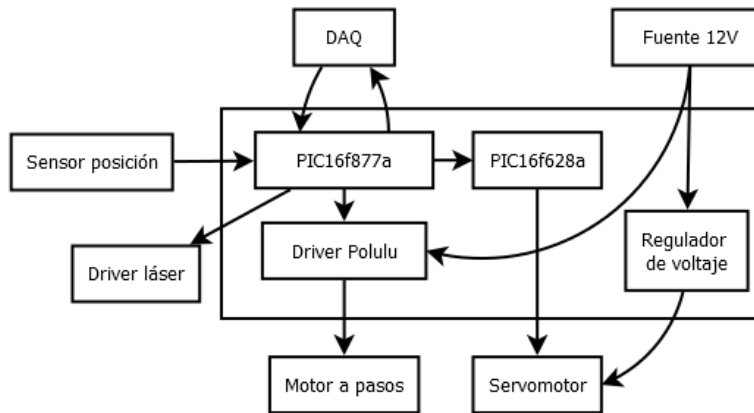 DAQ
Fuente 12V
Sensor posición
PIC16f877a
PIC16f628a
Driver láser
Driver Polulu
Regulador
de voltaje
Motor a pasos
Servomotor